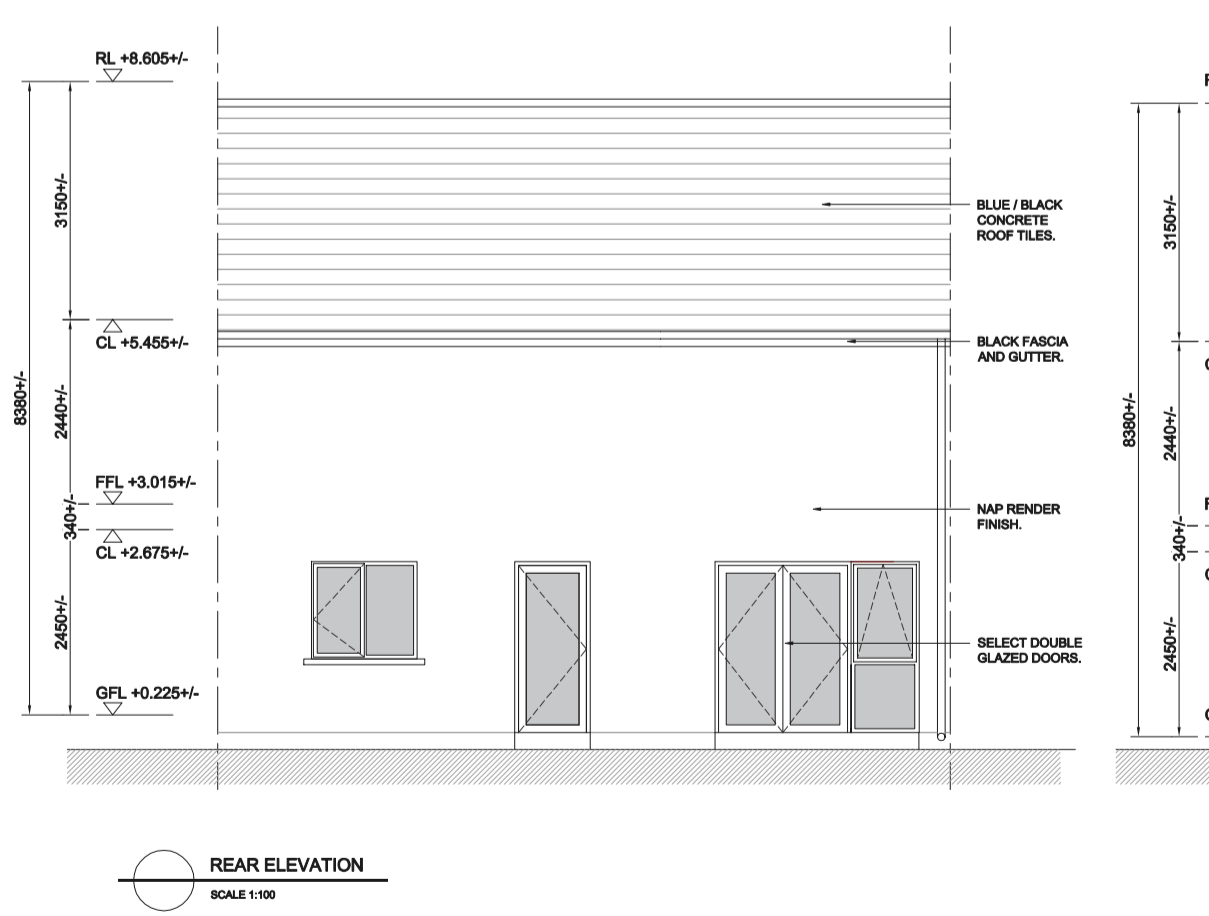 RL +8.605+/-
3150+/-
CL +5.455+/-
8380+/-
2440+/-
FFL +3.015+/-
340+/-
CL +2.675+/-
2450+/-
GFL +0.225+/-
BLUE / BLACK
CONCRETE
ROOF TILES.
BLACK FASCIA
AND GUTTER.
NAP RENDER
FINISH.
SELECT DOUBLE
GLAZED DOORS.
3150+/-
8380+/-
2440+/-
340+/-
2450+/-
REAR ELEVATION
SCALE 1:100